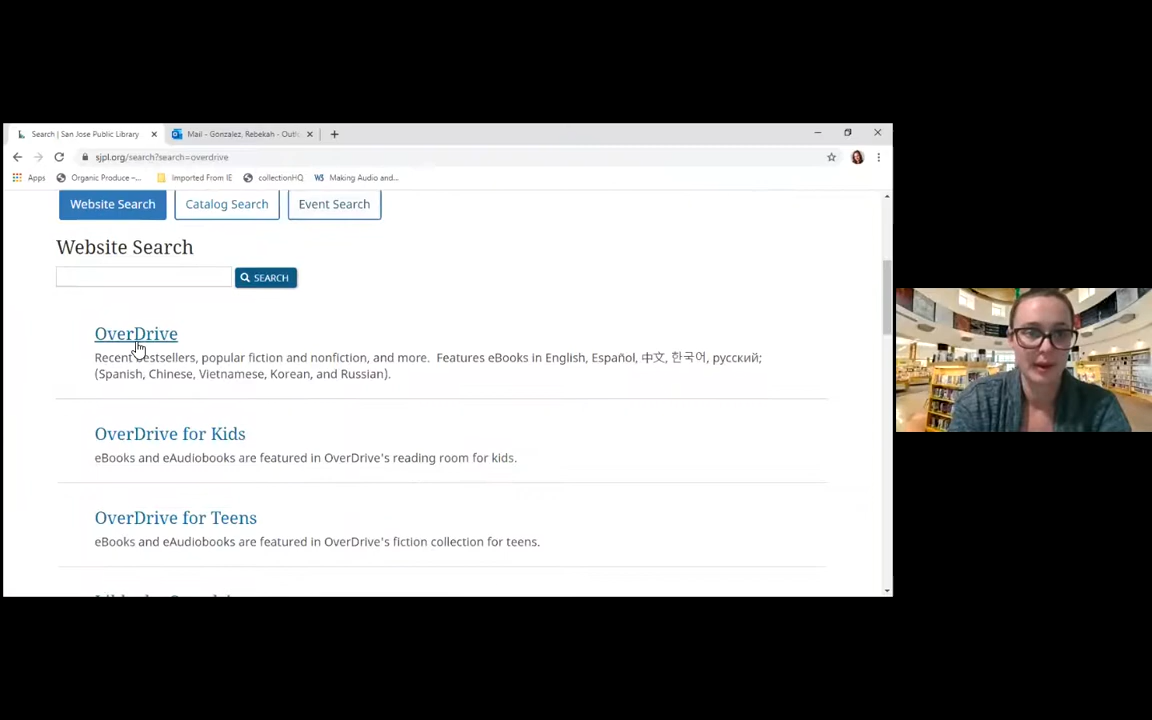 Search | San Jose Public Library
Mail - Gonzalez, Rebekah - Outl
sjpl.org/search?search=overdrive
Apps
Organic Produce –...
Imported From IE
collectionHQ
Making Audio and...
Website Search
Catalog Search
Event Search
Website Search
SEARCH
OverDrive
Recent bestsellers, popular fiction and nonfiction, and more. Features eBooks in English, Español, 中文, 한국어, русский;
(Spanish, Chinese, Vietnamese, Korean, and Russian).
OverDrive for Kids
eBooks and eAudiobooks are featured in OverDrive's reading room for kids.
OverDrive for Teens
eBooks and eAudiobooks are featured in OverDrive's fiction collection for teens.